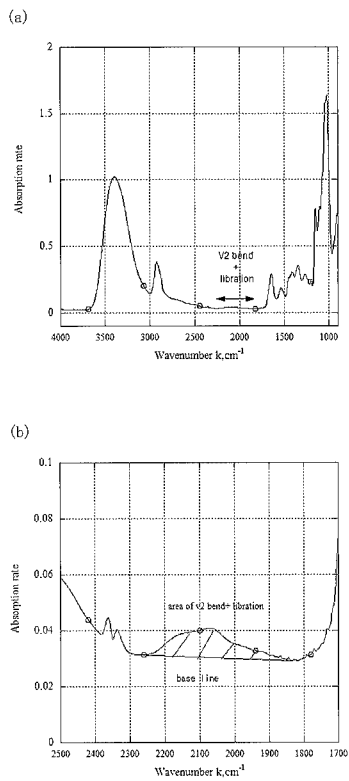 (a)
2
1.5
1
0.5
0
Absorption rate
V2 bend
+
libration
4000 3500 3000 2500 2000 1500 1000
Wavenumber k,cm-1
(b)
0.1
0.08
0.06
0.04
0.02
0
Absorption rate
area of v2 bend+ libration
base line
2500 2400 2300 2200 2100 2000 1900 1800 1700
Wavenumber k,cm-1